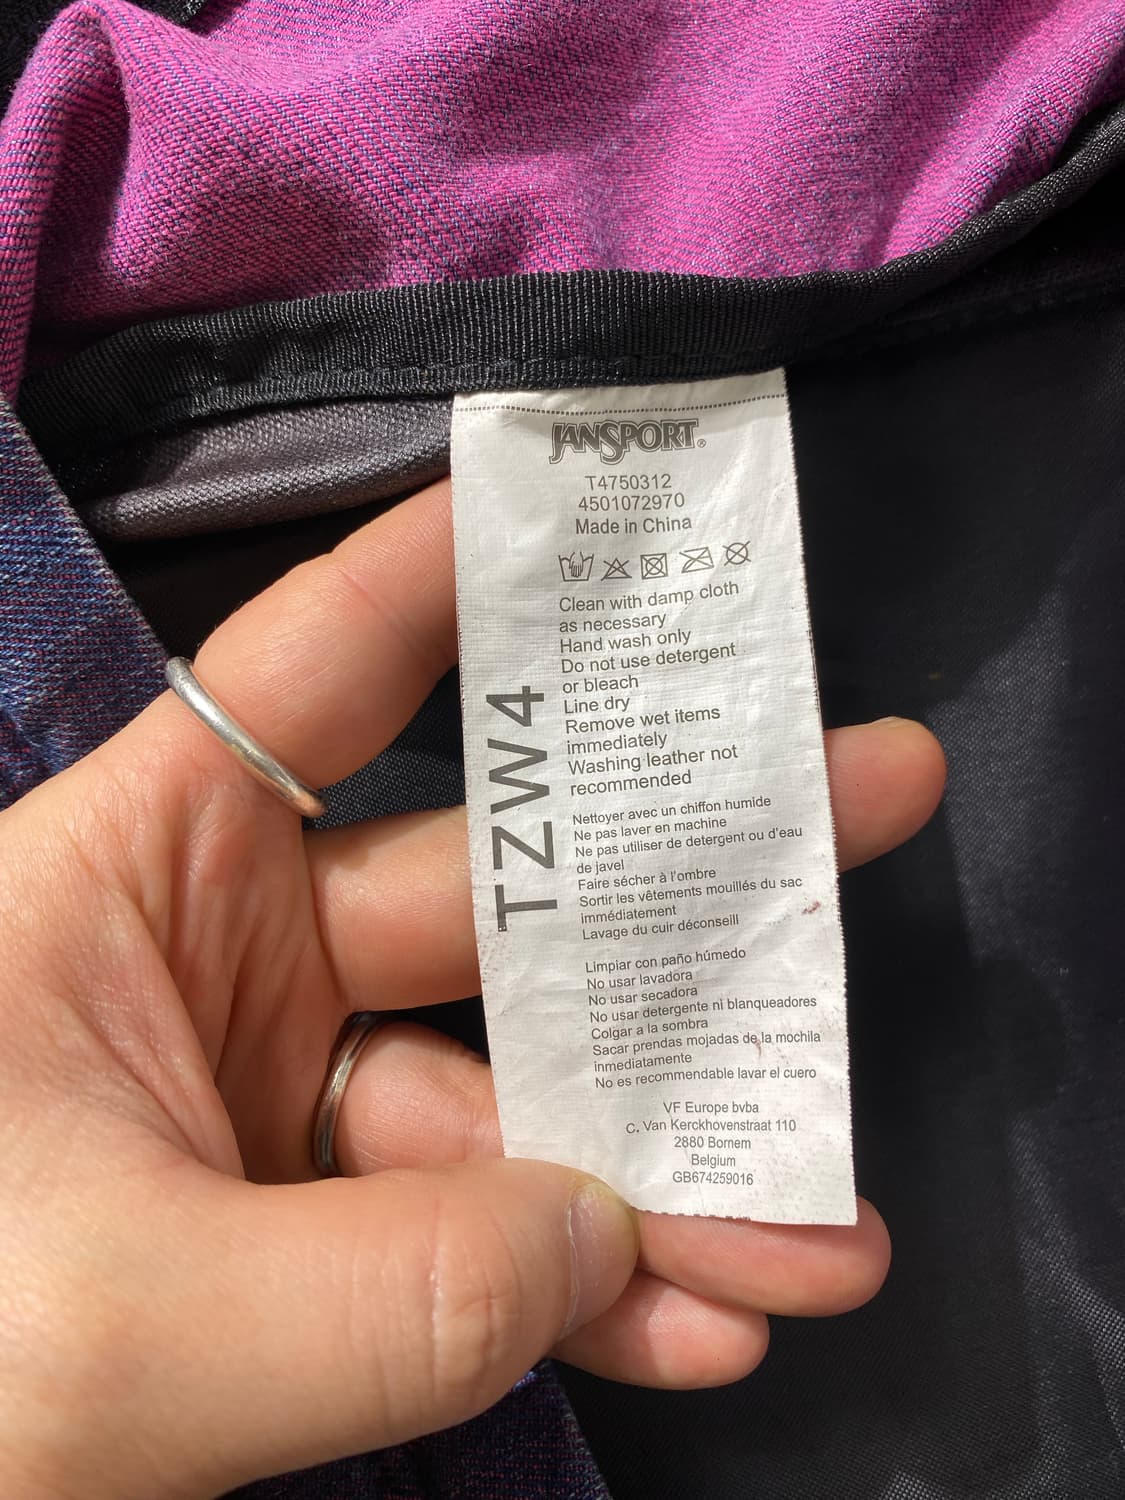 JANSPORT®
T4750312
4501072970
Made in China
Clean with damp cloth
as necessary
Hand wash only
Do not use detergent
or bleach
Line dry
Remove wet items
immediately
Washing leather not
recommended
TZW4
Nettoyer avec un chiffon humide
Ne pas laver en machine
Ne pas utiliser de detergent ou d'eau
de javel
Faire sécher à l'ombre
Sortir les vêtements mouillés du sac
immédiatement
Lavage du cuir déconseill
Limpiar con paño húmedo
No usar lavadora
No usar secadora
No usar detergente ni blanqueadores
Colgar a la sombra
Sacar prendas mojadas de la mochila
inmediatamente
No es recommendable lavar el cuero
VF Europe bvba
C. Van Kerckhovenstraat 110
2880 Bornem
Belgium
GB674259016